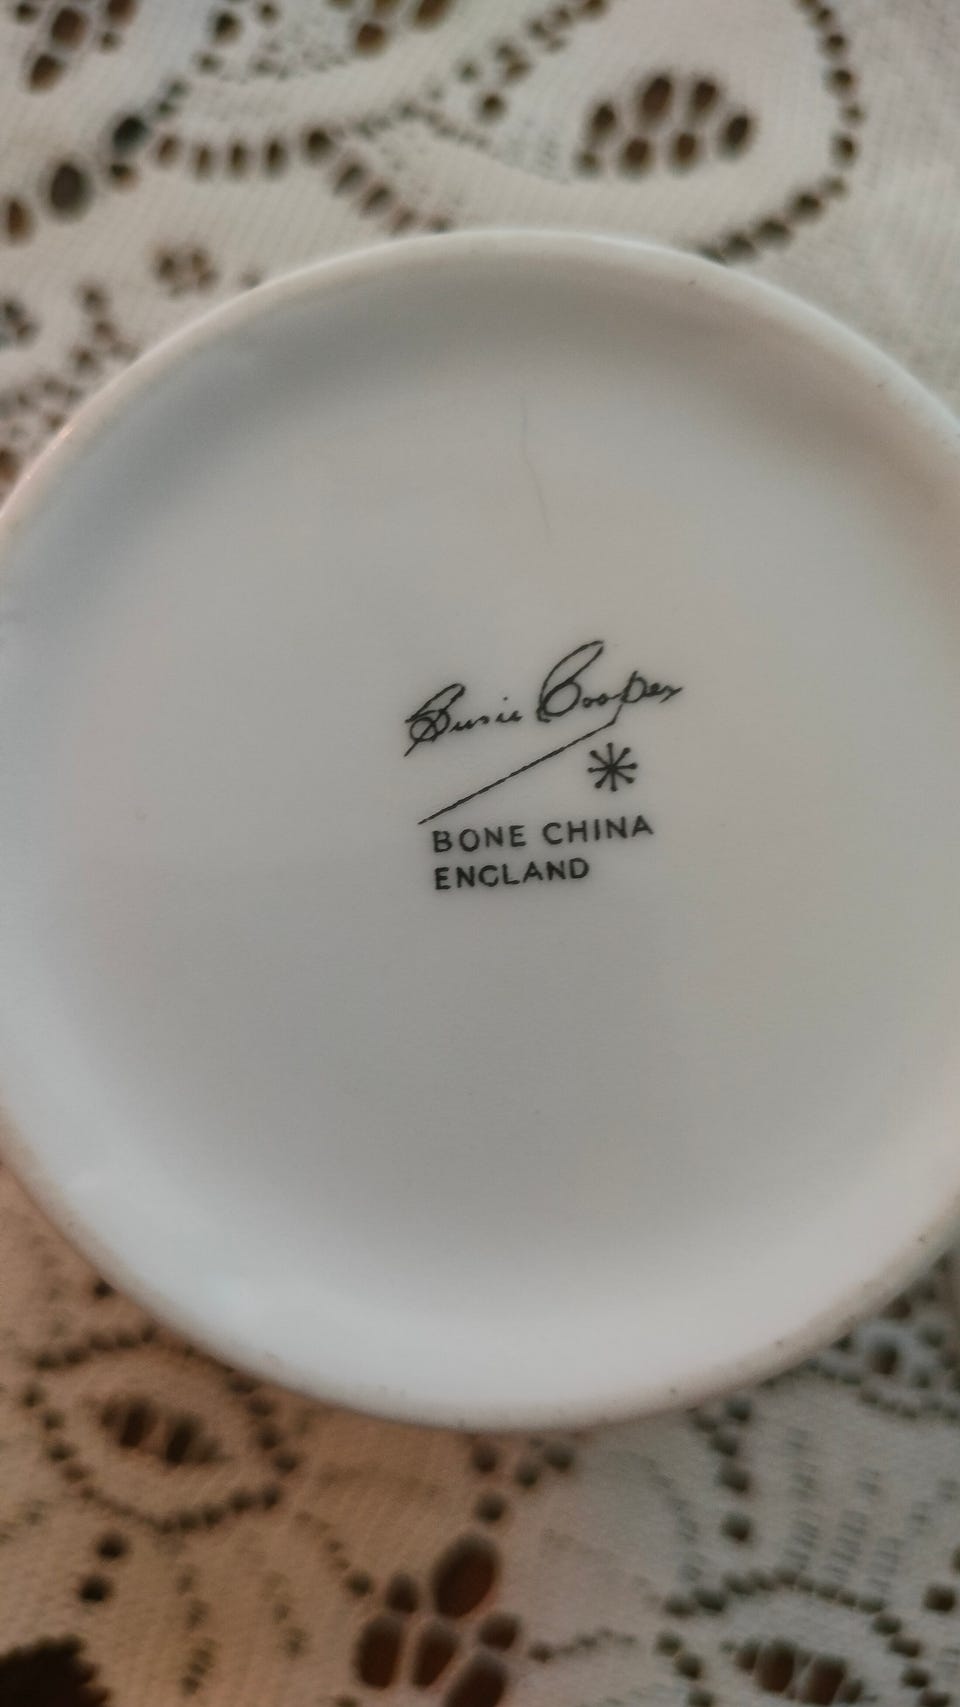 Susie Cooper
BONE CHINA
ENGLAND